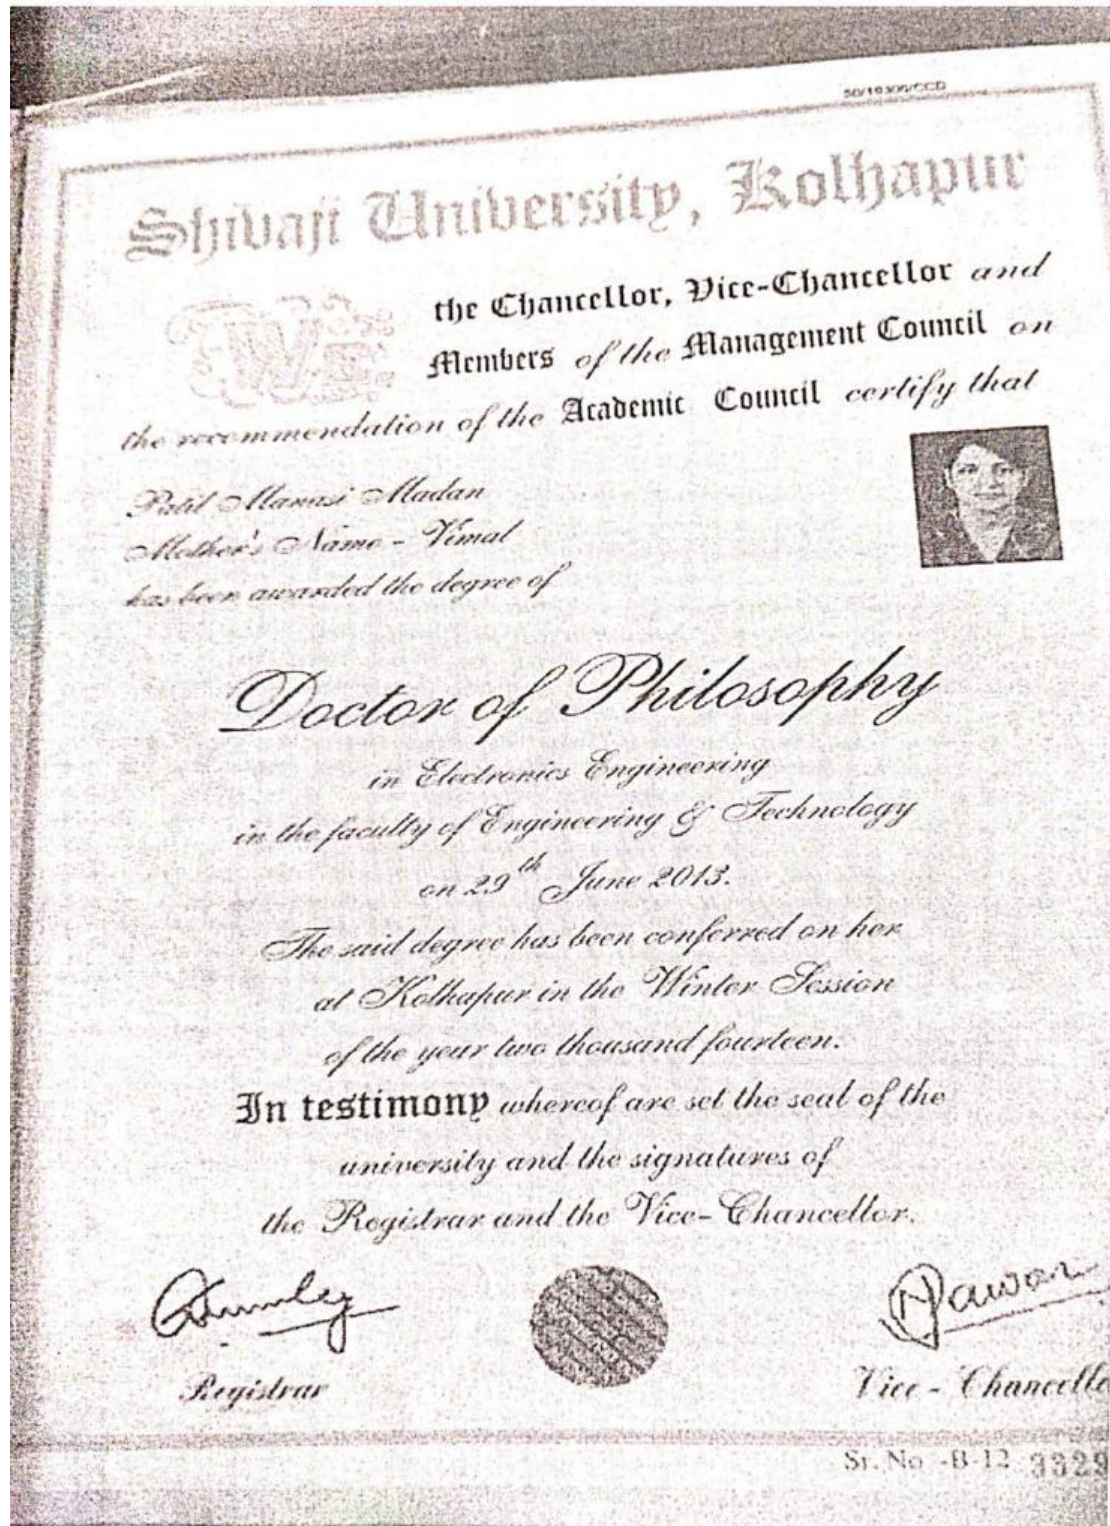 50/19306/CCD
Shivaji University, Kolhapur
We the Chancellor, Vice-Chancellor and
Members of the Management Council on
the recommendation of the Academic Council certify that
Patil Manasi Madan
Mother's Name - Vimal
has been awarded the degree of
Doctor of Philosophy
in Electronics Engineering
in the faculty of Engineering & Technology
on 29th June 2013.
The said degree has been conferred on her
at Kolhapur in the Winter Session
of the year two thousand fourteen.
In testimony whereof are set the seal of the
university and the signatures of
the Registrar and the Vice-Chancellor.
Pawar
Registrar
Vice - Chancello
Sr. No. -B-12 3329